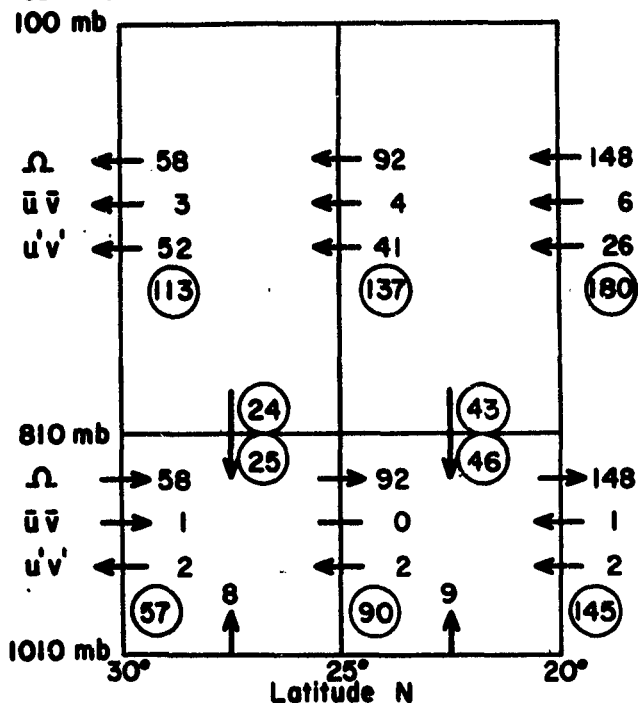 100 mb
Ω 58 92 148
ūv̄ 3 4 6
u'v' 52 41 26
113 137 180
24 43
810 mb
25 46
Ω 58 92 148
ūv̄ 1 0 1
u'v' 2 2 2
8 9
57 90 145
1010 mb
30° 25° 20°
Latitude N